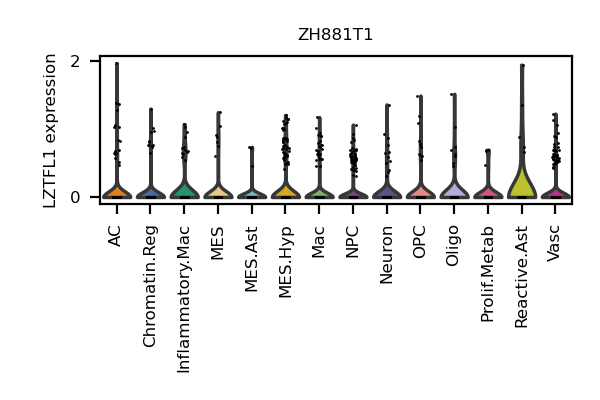 ZH881T1
LZTFL1 expression
2
0
AC
Chromatin.Reg
Inflammatory.Mac
MES
MES.Ast
MES.Hyp
Mac
NPC
Neuron
OPC
Oligo
Prolif.Metab
Reactive.Ast
Vasc